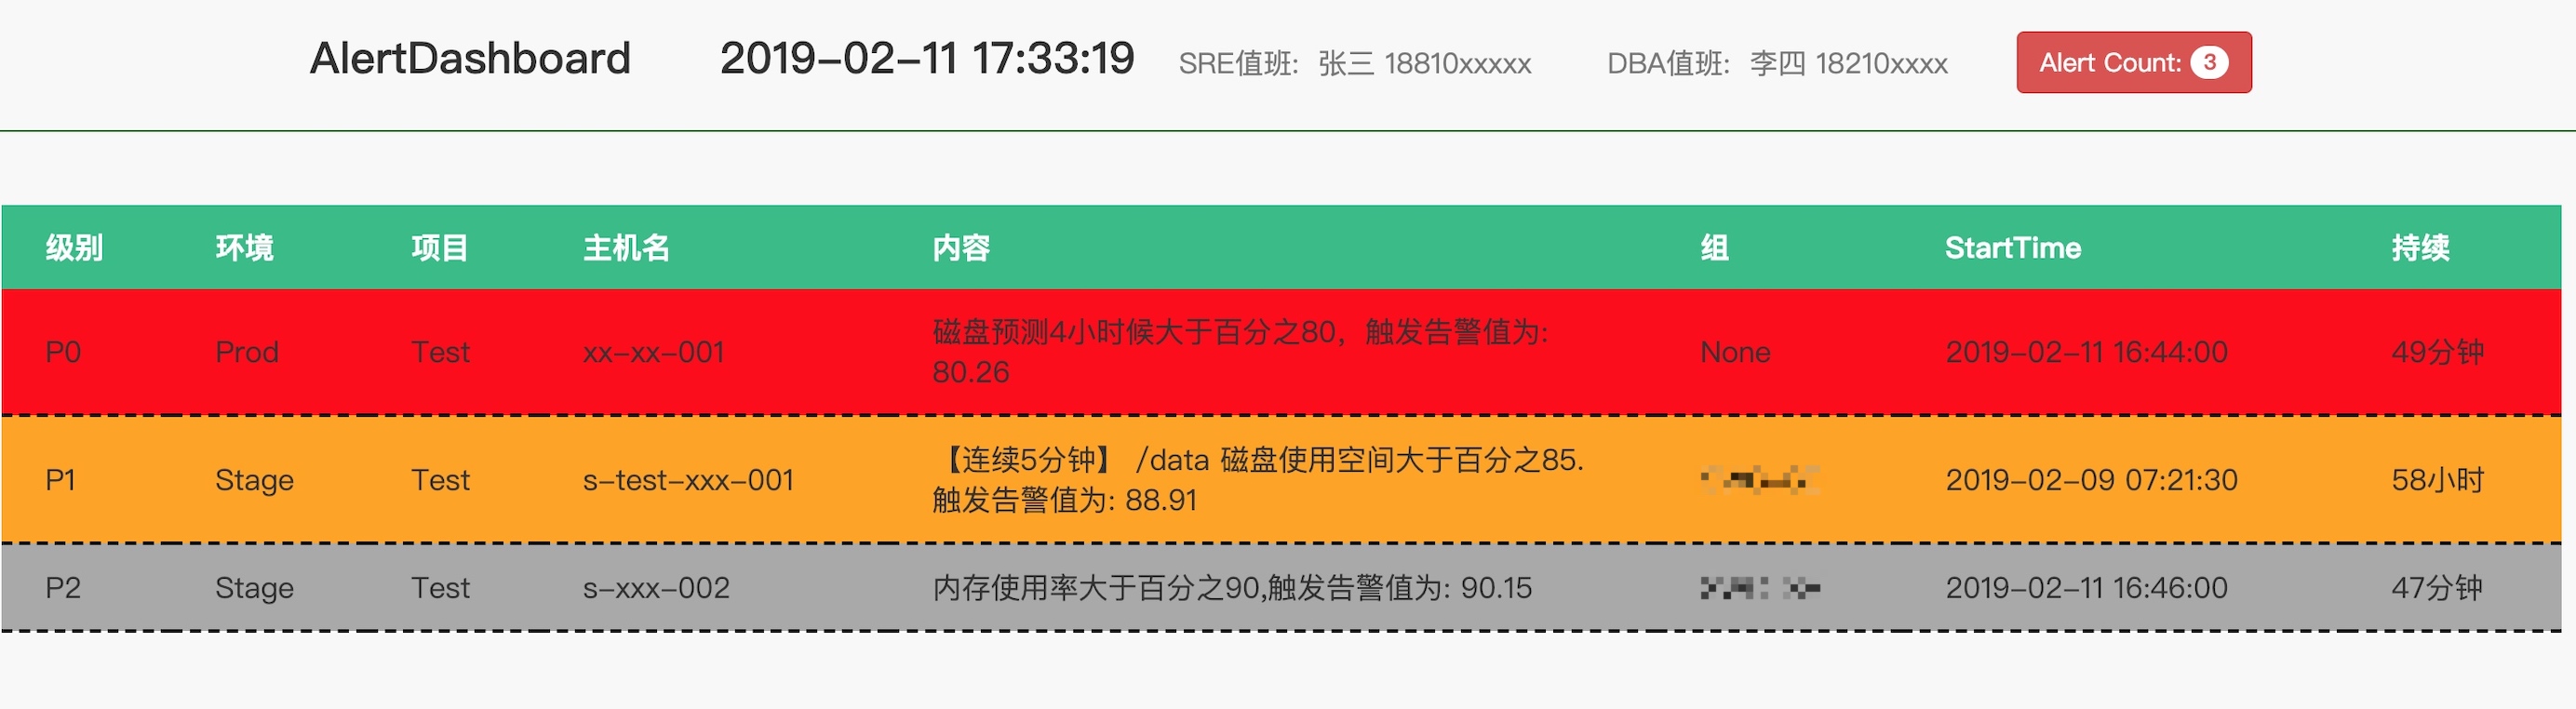 AlertDashboard 2019-02-11 17:33:19 SRE值班: 张三 18810xxxxx DBA值班: 李四 18210xxxx Alert Count: 3
级别 环境 项目 主机名 内容 组 StartTime 持续
P0 Prod Test xx-xx-001 磁盘预测4小时候大于百分之80，触发告警值为:
80.26 None 2019-02-11 16:44:00 49分钟
P1 Stage Test s-test-xxx-001 【连续5分钟】 /data 磁盘使用空间大于百分之85.
触发告警值为: 88.91 2019-02-09 07:21:30 58小时
P2 Stage Test s-xxx-002 内存使用率大于百分之90,触发告警值为: 90.15 2019-02-11 16:46:00 47分钟